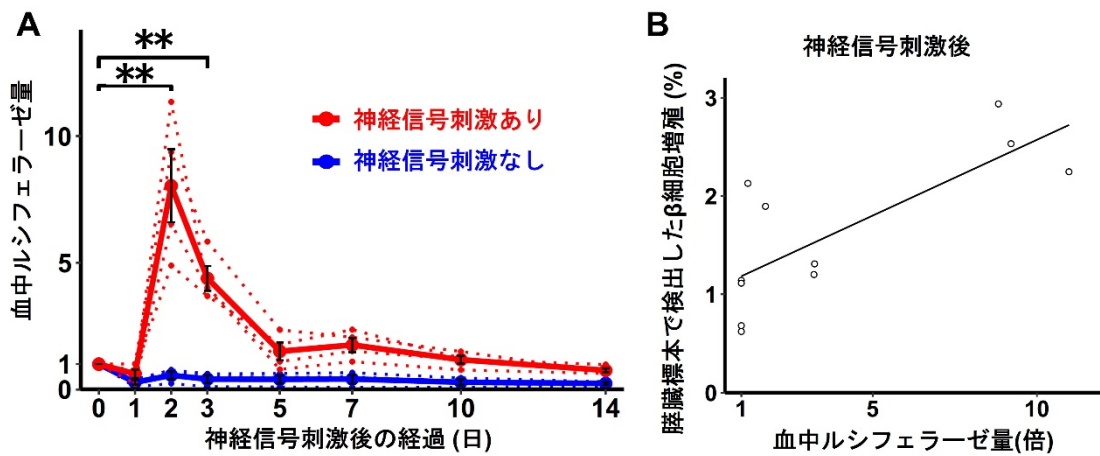 A
**
**
10
5
1
0
血中ルシフェラーゼ量
神経信号刺激あり
神経信号刺激なし
0 1 2 3 5 7 10 14
神経信号刺激後の経過 (日)
B
神経信号刺激後
膵臓標本で検出したβ細胞増殖 (%)
3
2
1
0
1 5 10
血中ルシフェラーゼ量(倍)